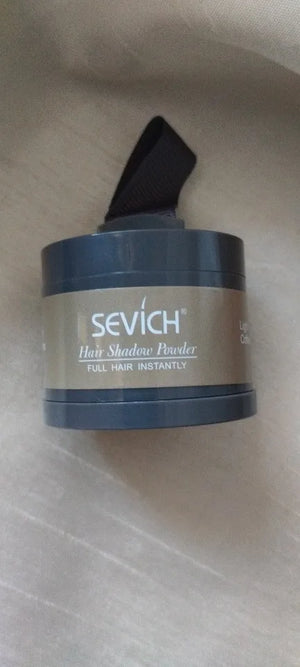 SEVICH®
Hair Shadow Powder
FULL HAIR INSTANTLY